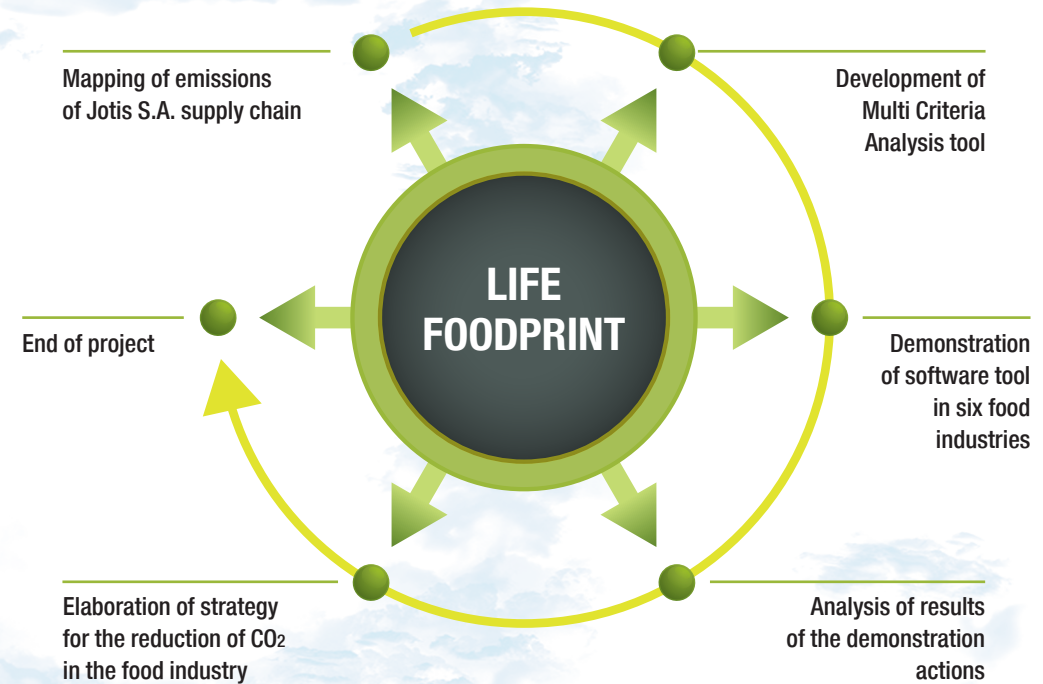 Mapping of emissions
of Jotis S.A. supply chain
Development of
Multi Criteria
Analysis tool
LIFE
FOODPRINT
End of project
Demonstration
of software tool
in six food
industries
Elaboration of strategy
for the reduction of CO2
in the food industry
Analysis of results
of the demonstration
actions